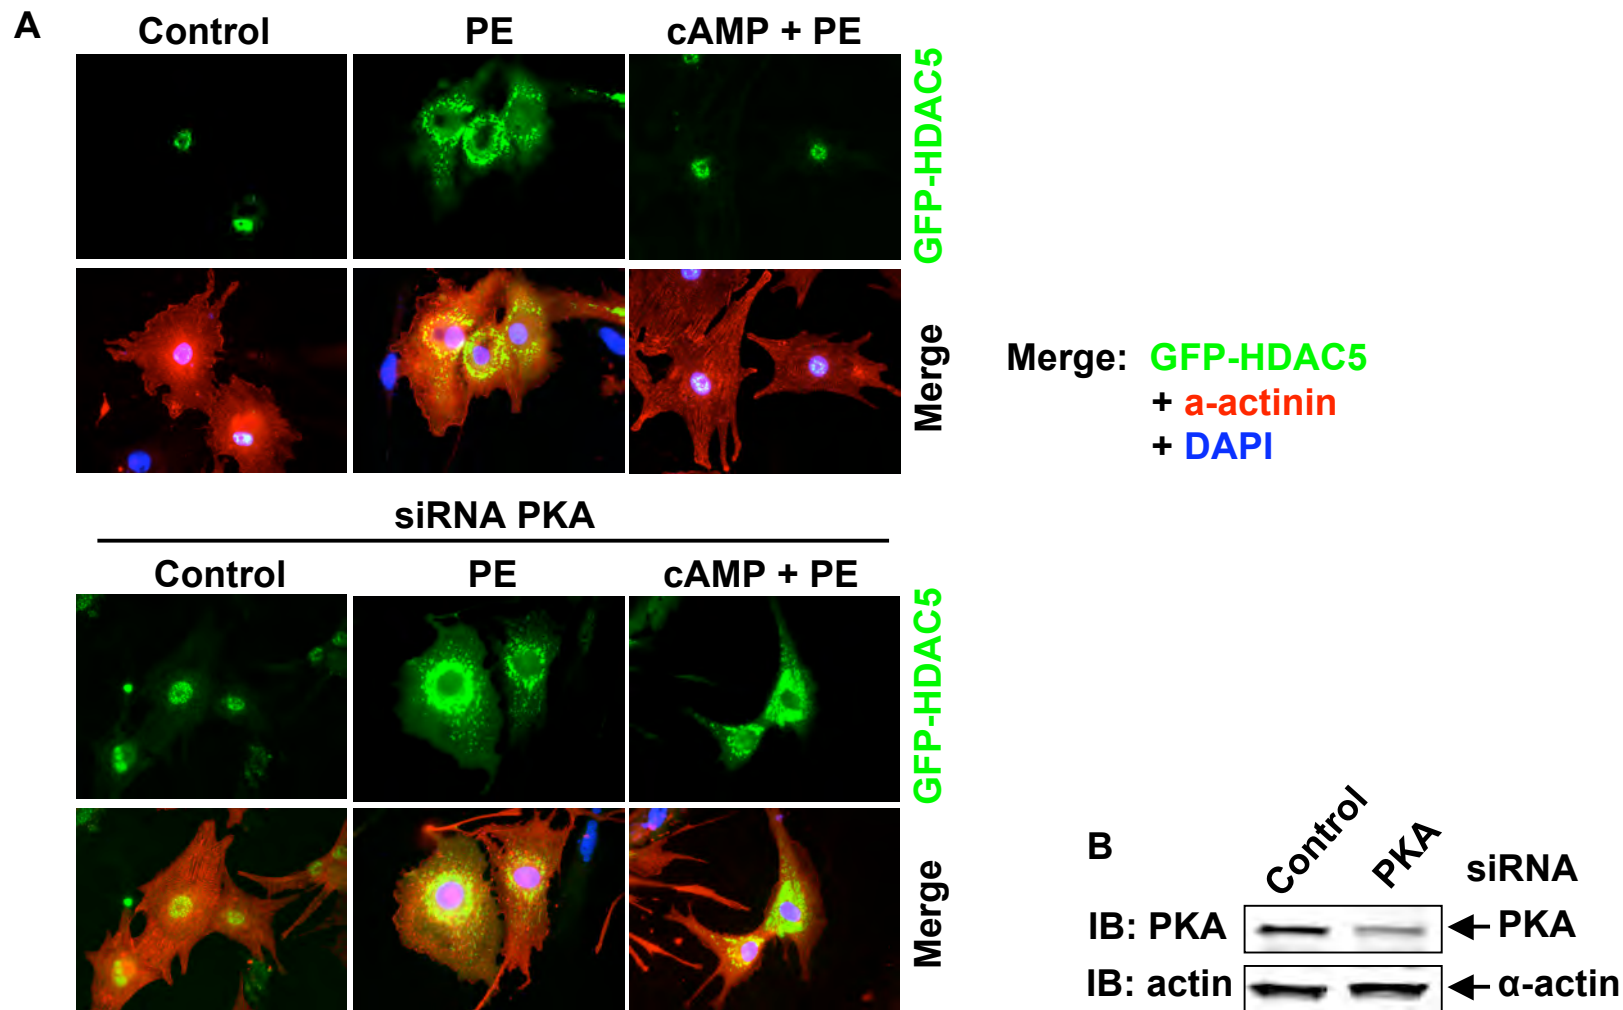 A
Control PE cAMP + PE
GFP-HDAC5
Merge
Merge: GFP-HDAC5
+ a-actinin
+ DAPI
siRNA PKA
Control PE cAMP + PE
GFP-HDAC5
Merge
B
Control PKA siRNA
IB: PKA PKA
IB: actin α-actin